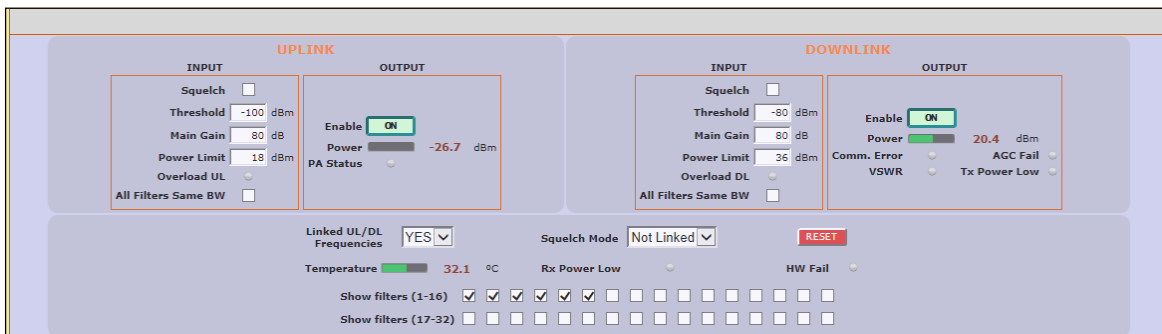 UPLINK
INPUT
OUTPUT
Squelch
Threshold -100 dBm
Main Gain 80 dB
Power Limit 18 dBm
Overload UL
All Filters Same BW
Enable ON
Power -26.7 dBm
PA Status
DOWNLINK
INPUT
OUTPUT
Squelch
Threshold -80 dBm
Main Gain 80 dB
Power Limit 36 dBm
Overload DL
All Filters Same BW
Enable ON
Power 20.4 dBm
Comm. Error AGC Fail
VSWR Tx Power Low
Linked UL/DL
Frequencies YES
Squelch Mode Not Linked
RESET
Temperature 32.1 ºC Rx Power Low HW Fail
Show filters (1-16)
Show filters (17-32)